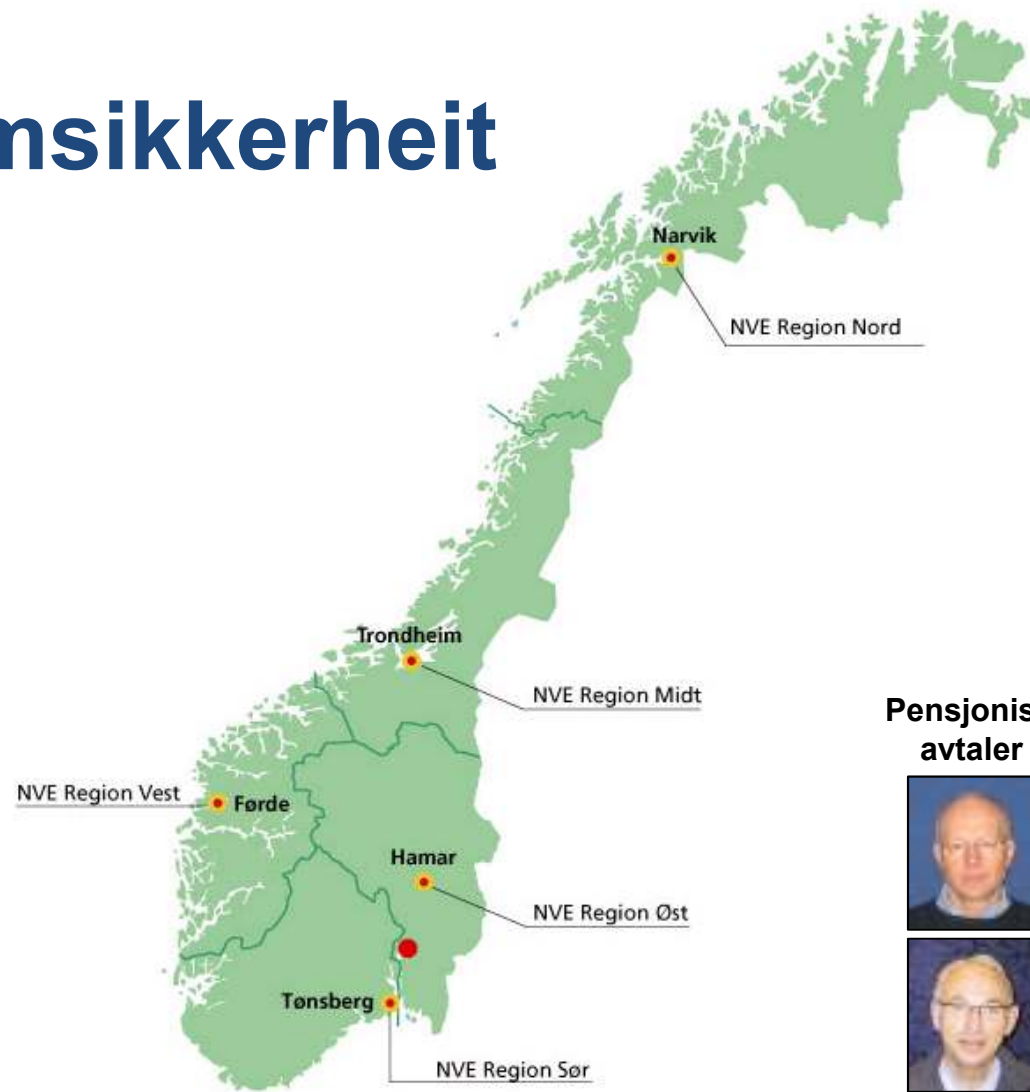 msikkerheit
Narvik
NVE Region Nord
Trondheim
NVE Region Midt
Pensjonis
avtaler
NVE Region Vest
Førde
Hamar
NVE Region Øst
Tønsberg
NVE Region Sør